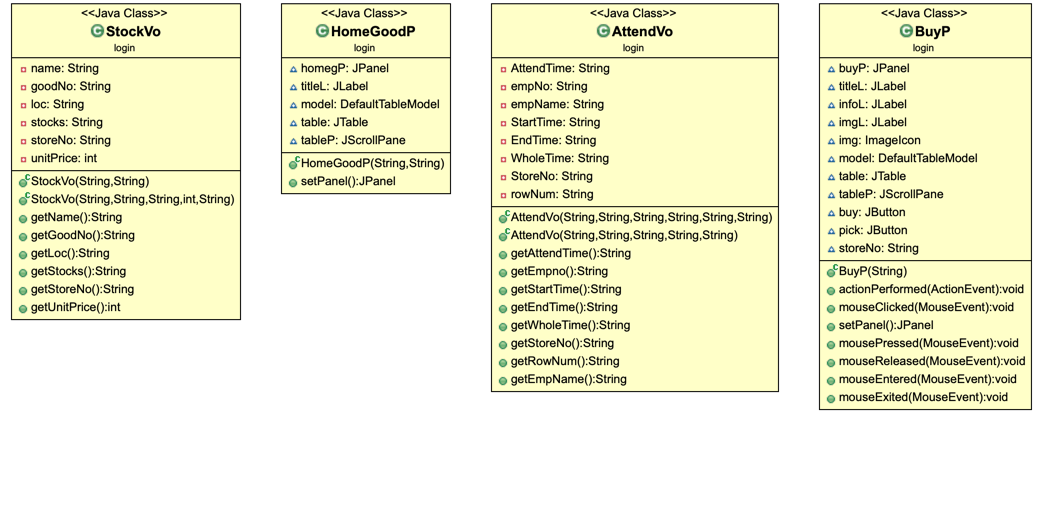 <<Java Class>>
StockVo
login
name: String
goodNo: String
loc: String
stocks: String
storeNo: String
unitPrice: int
StockVo(String,String)
StockVo(String,String,String,int,String)
getName():String
getGoodNo():String
getLoc():String
getStocks():String
getStoreNo():String
getUnitPrice():int
<<Java Class>>
HomeGoodP
login
homegP: JPanel
titleL: JLabel
model: DefaultTableModel
table: JTable
tableP: JScrollPane
HomeGoodP(String,String)
setPanel():JPanel
<<Java Class>>
AttendVo
login
AttendTime: String
empNo: String
empName: String
StartTime: String
EndTime: String
WholeTime: String
StoreNo: String
rowNum: String
AttendVo(String,String,String,String,String,String)
AttendVo(String,String,String,String,String)
getAttendTime():String
getEmpno():String
getStartTime():String
getEndTime():String
getWholeTime():String
getStoreNo():String
getRowNum():String
getEmpName():String
<<Java Class>>
BuyP
login
buyP: JPanel
titleL: JLabel
infoL: JLabel
imgL: JLabel
img: ImageIcon
model: DefaultTableModel
table: JTable
tableP: JScrollPane
buy: JButton
pick: JButton
storeNo: String
BuyP(String)
actionPerformed(ActionEvent):void
mouseClicked(MouseEvent):void
setPanel():JPanel
mousePressed(MouseEvent):void
mouseReleased(MouseEvent):void
mouseEntered(MouseEvent):void
mouseExited(MouseEvent):void